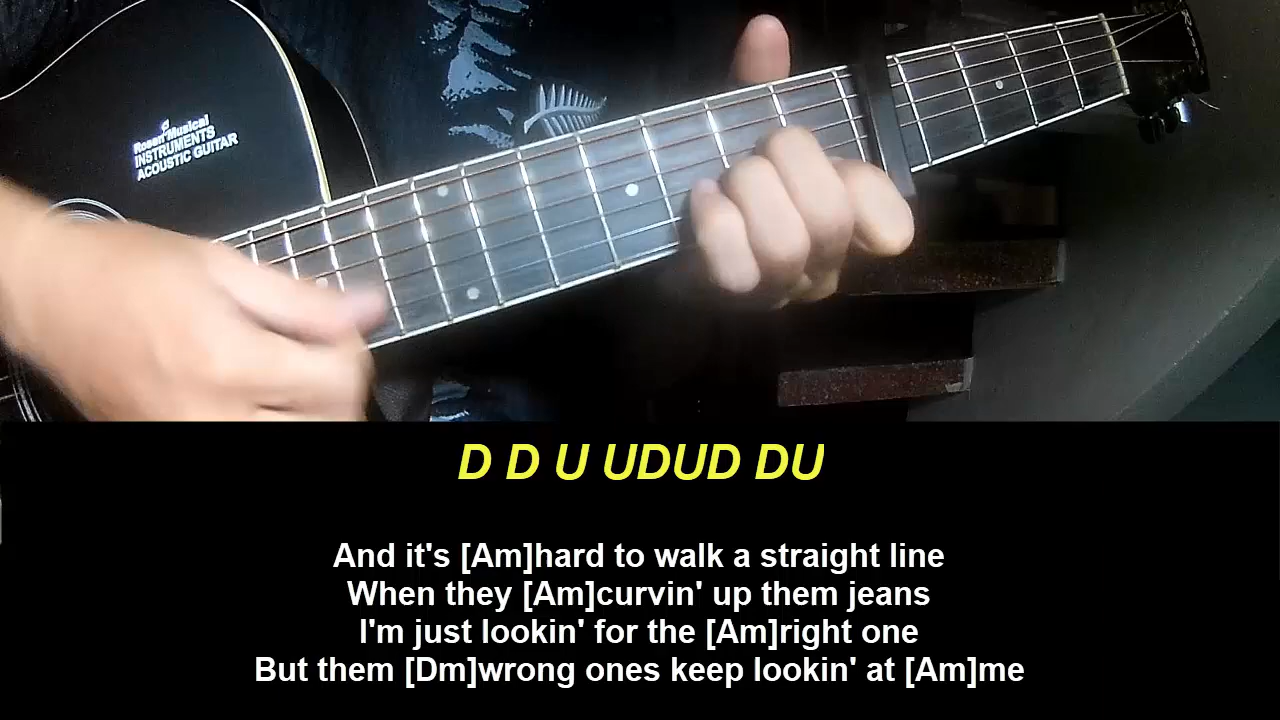 Rosen Musical
INSTRUMENTS
ACOUSTIC GUITAR
D D U UDUD DU
And it's [Am]hard to walk a straight line
When they [Am]curvin' up them jeans
I'm just lookin' for the [Am]right one
But them [Dm]wrong ones keep lookin' at [Am]me